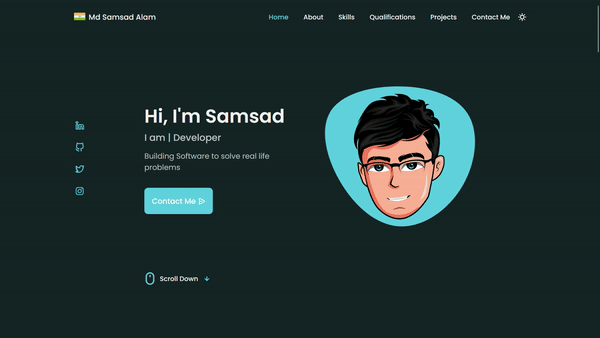 Md Samsad Alam
Home About Skills Qualifications Projects Contact Me
Hi, I'm Samsad
I am | Developer
Building Software to solve real life
problems
Contact Me
Scroll Down